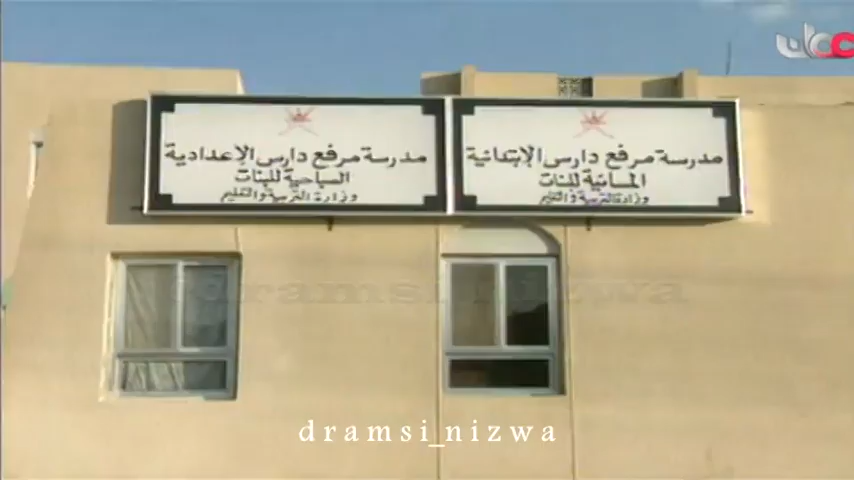 مدرسة مرفع دارس الإبتدائية
المسائية للبنات
وزارة التربية والتعليم
مدرسة مرفع دارس الإعدادية
الصباحية للبنات
وزارة التربية والتعليم
dramsi_nizwa
dramsi_nizwa